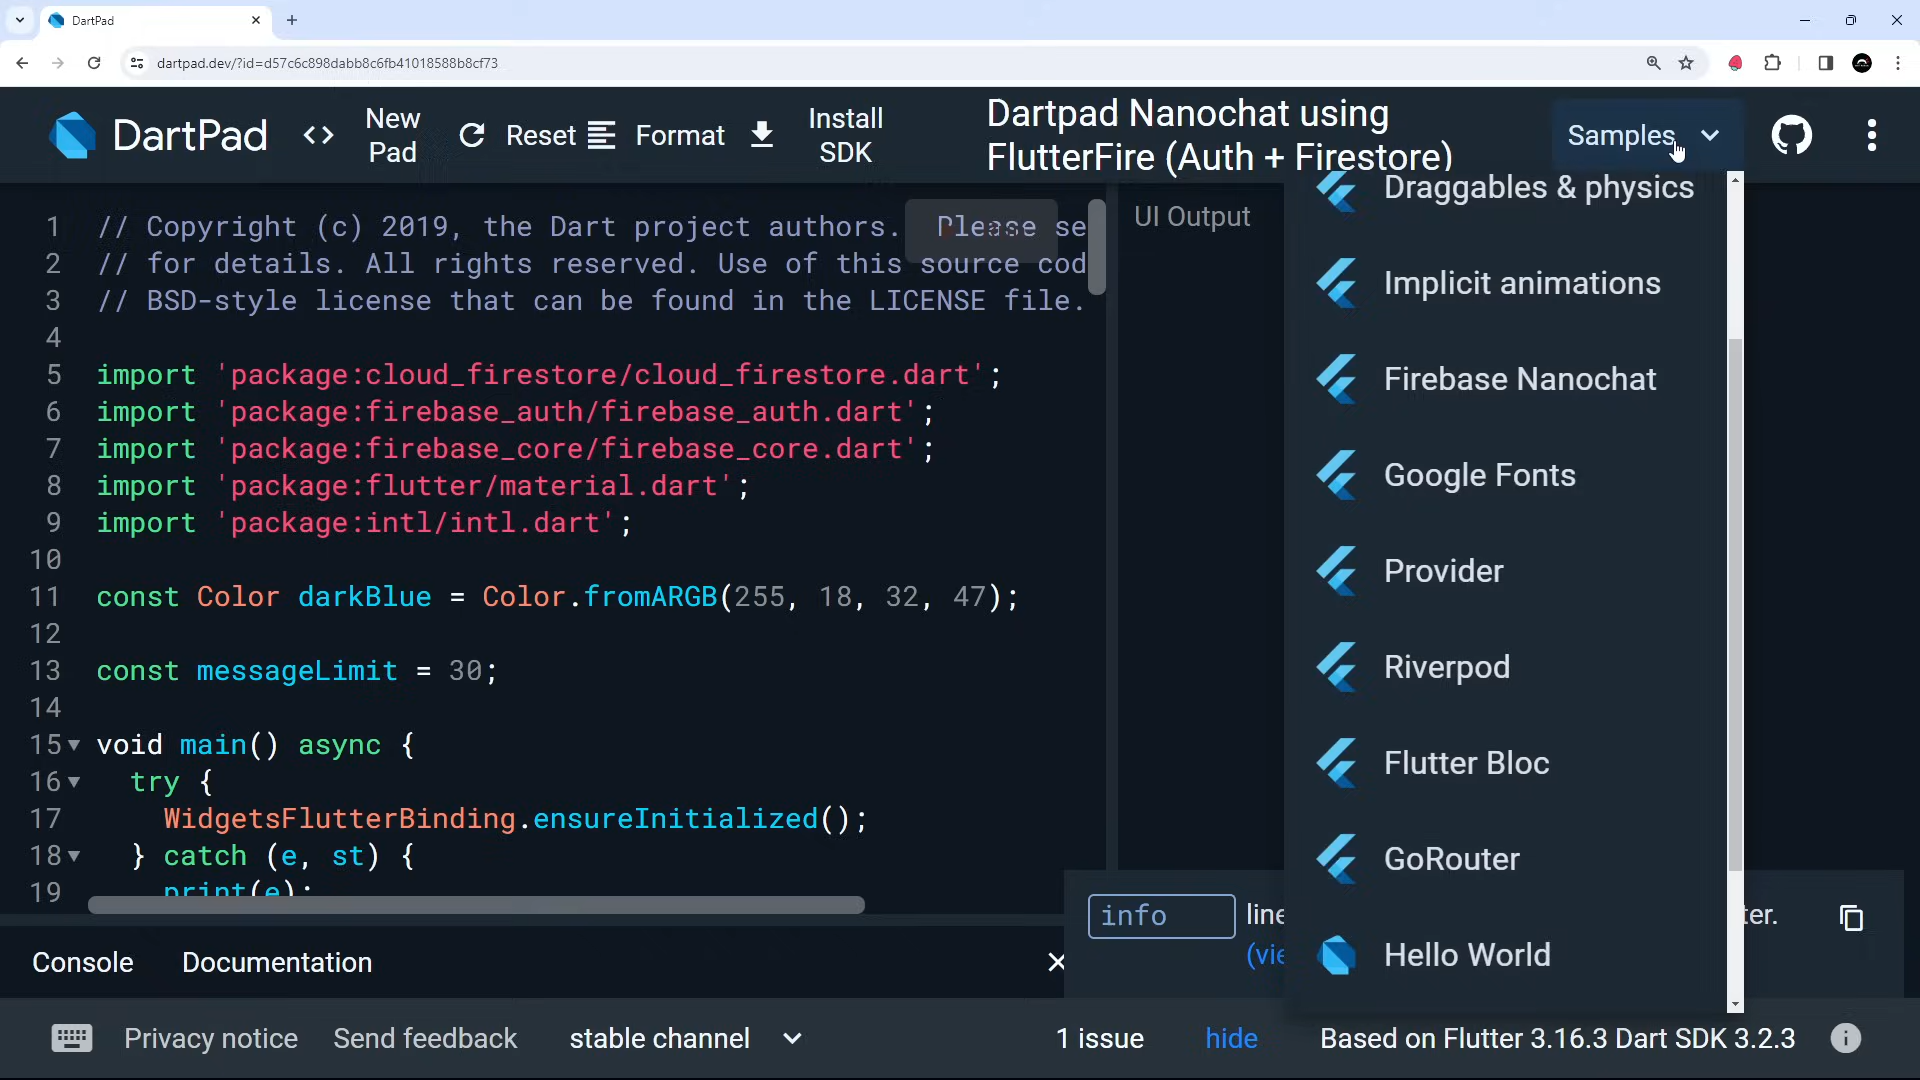 DartPad
dartpad.dev/?id=d57c6c898dabb8c6fb41018588b8cf73
DartPad
<> New Pad
Reset
Format
Install SDK
Dartpad Nanochat using
FlutterFire (Auth + Firestore)
Samples
1 // Copyright (c) 2019, the Dart project authors. Please se
2 // for details. All rights reserved. Use of this source cod
3 // BSD-style license that can be found in the LICENSE file.
4
5 import 'package:cloud_firestore/cloud_firestore.dart';
6 import 'package:firebase_auth/firebase_auth.dart';
7 import 'package:firebase_core/firebase_core.dart';
8 import 'package:flutter/material.dart';
9 import 'package:intl/intl.dart';
10
11 const Color darkBlue = Color.fromARGB(255, 18, 32, 47);
12
13 const messageLimit = 30;
14
15 void main() async {
16 try {
17 WidgetsFlutterBinding.ensureInitialized();
18 } catch (e, st) {
19 print(e);
UI Output
Draggables & physics
Implicit animations
Firebase Nanochat
Google Fonts
Provider
Riverpod
Flutter Bloc
GoRouter
Hello World
info
line
ter.
(vie
Console
Documentation
Privacy notice
Send feedback
stable channel
1 issue
hide
Based on Flutter 3.16.3 Dart SDK 3.2.3